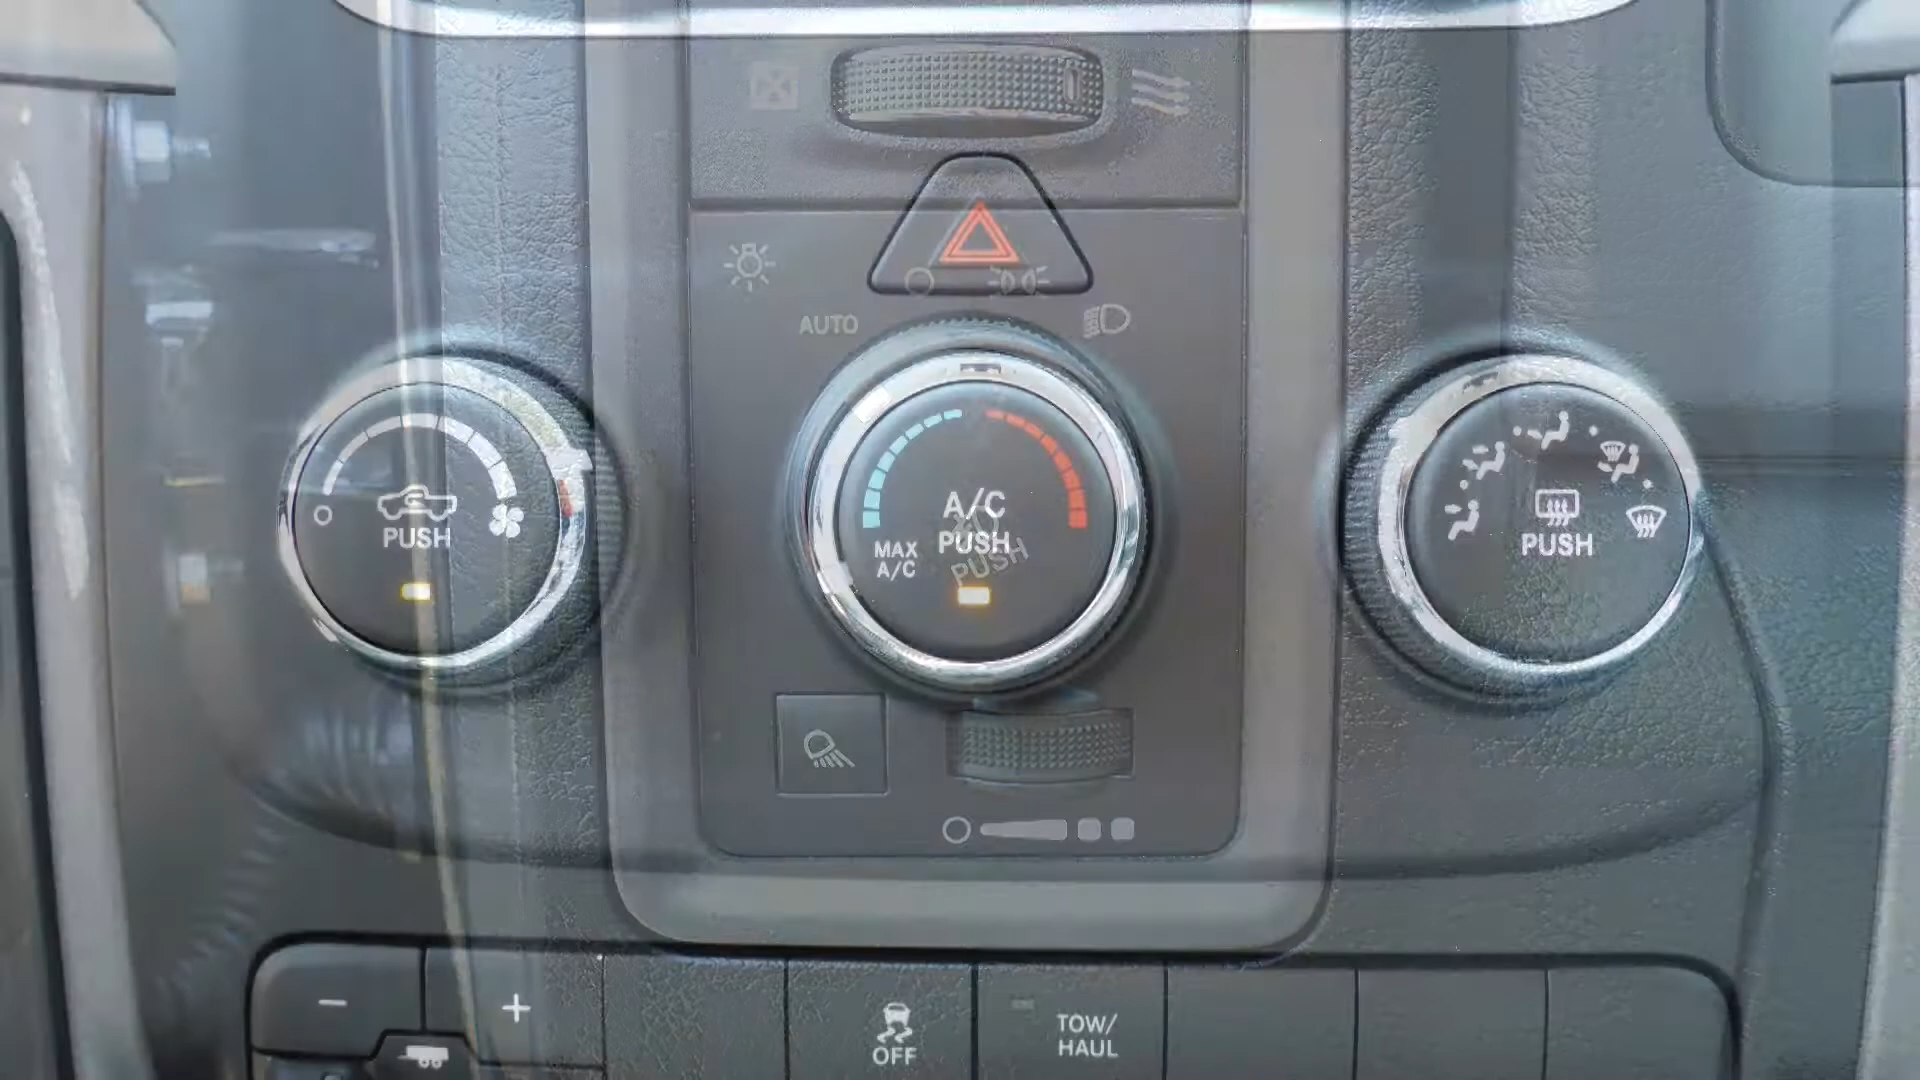 AUTO
PUSH
A/C
PUSH
PUSH
MAX
A/C
PUSH
OFF
TOW/
HAUL